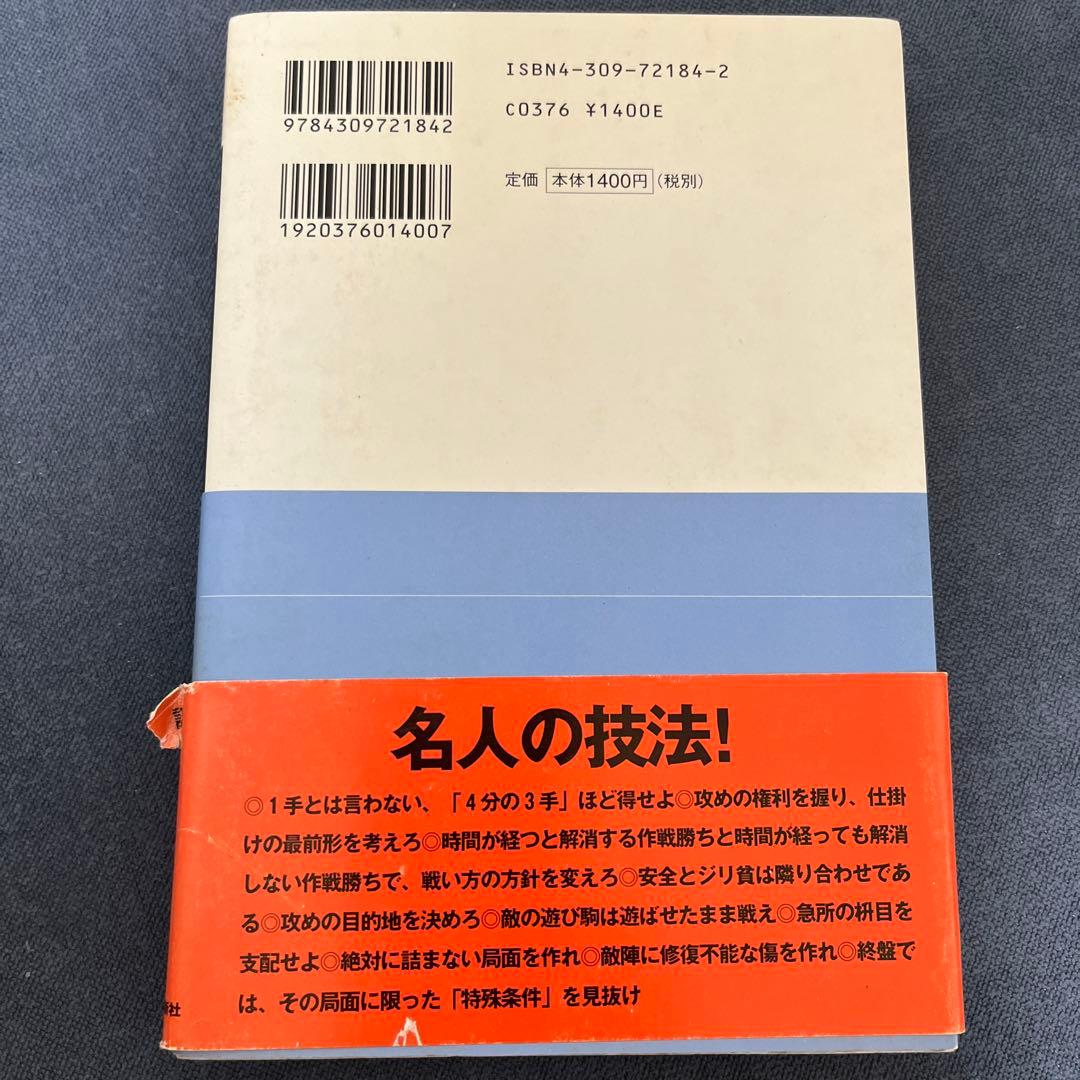 ISBN4-309-72184-2
9784309721842
C0376 ¥1400E
定価 本体1400円 (税別)
1920376014007
名人の技法!
◎1手とは言わない、「4分の3手」ほど得せよ◎攻めの権利を握り、仕掛
けの最前形を考えろ◎時間が経つと解消する作戦勝ちと時間が経っても解消
しない作戦勝ちで、戦い方の方針を変えろ◎安全とジリ貧は隣り合わせであ
る◎攻めの目的地を決めろ◎敵の遊び駒は遊ばせたまま戦え◎急所の枡目を
支配せよ◎絶対に詰まない局面を作れ◎敵陣に修復不能な傷を作れ◎終盤で
は、その局面に限った「特殊条件」を見抜け
社